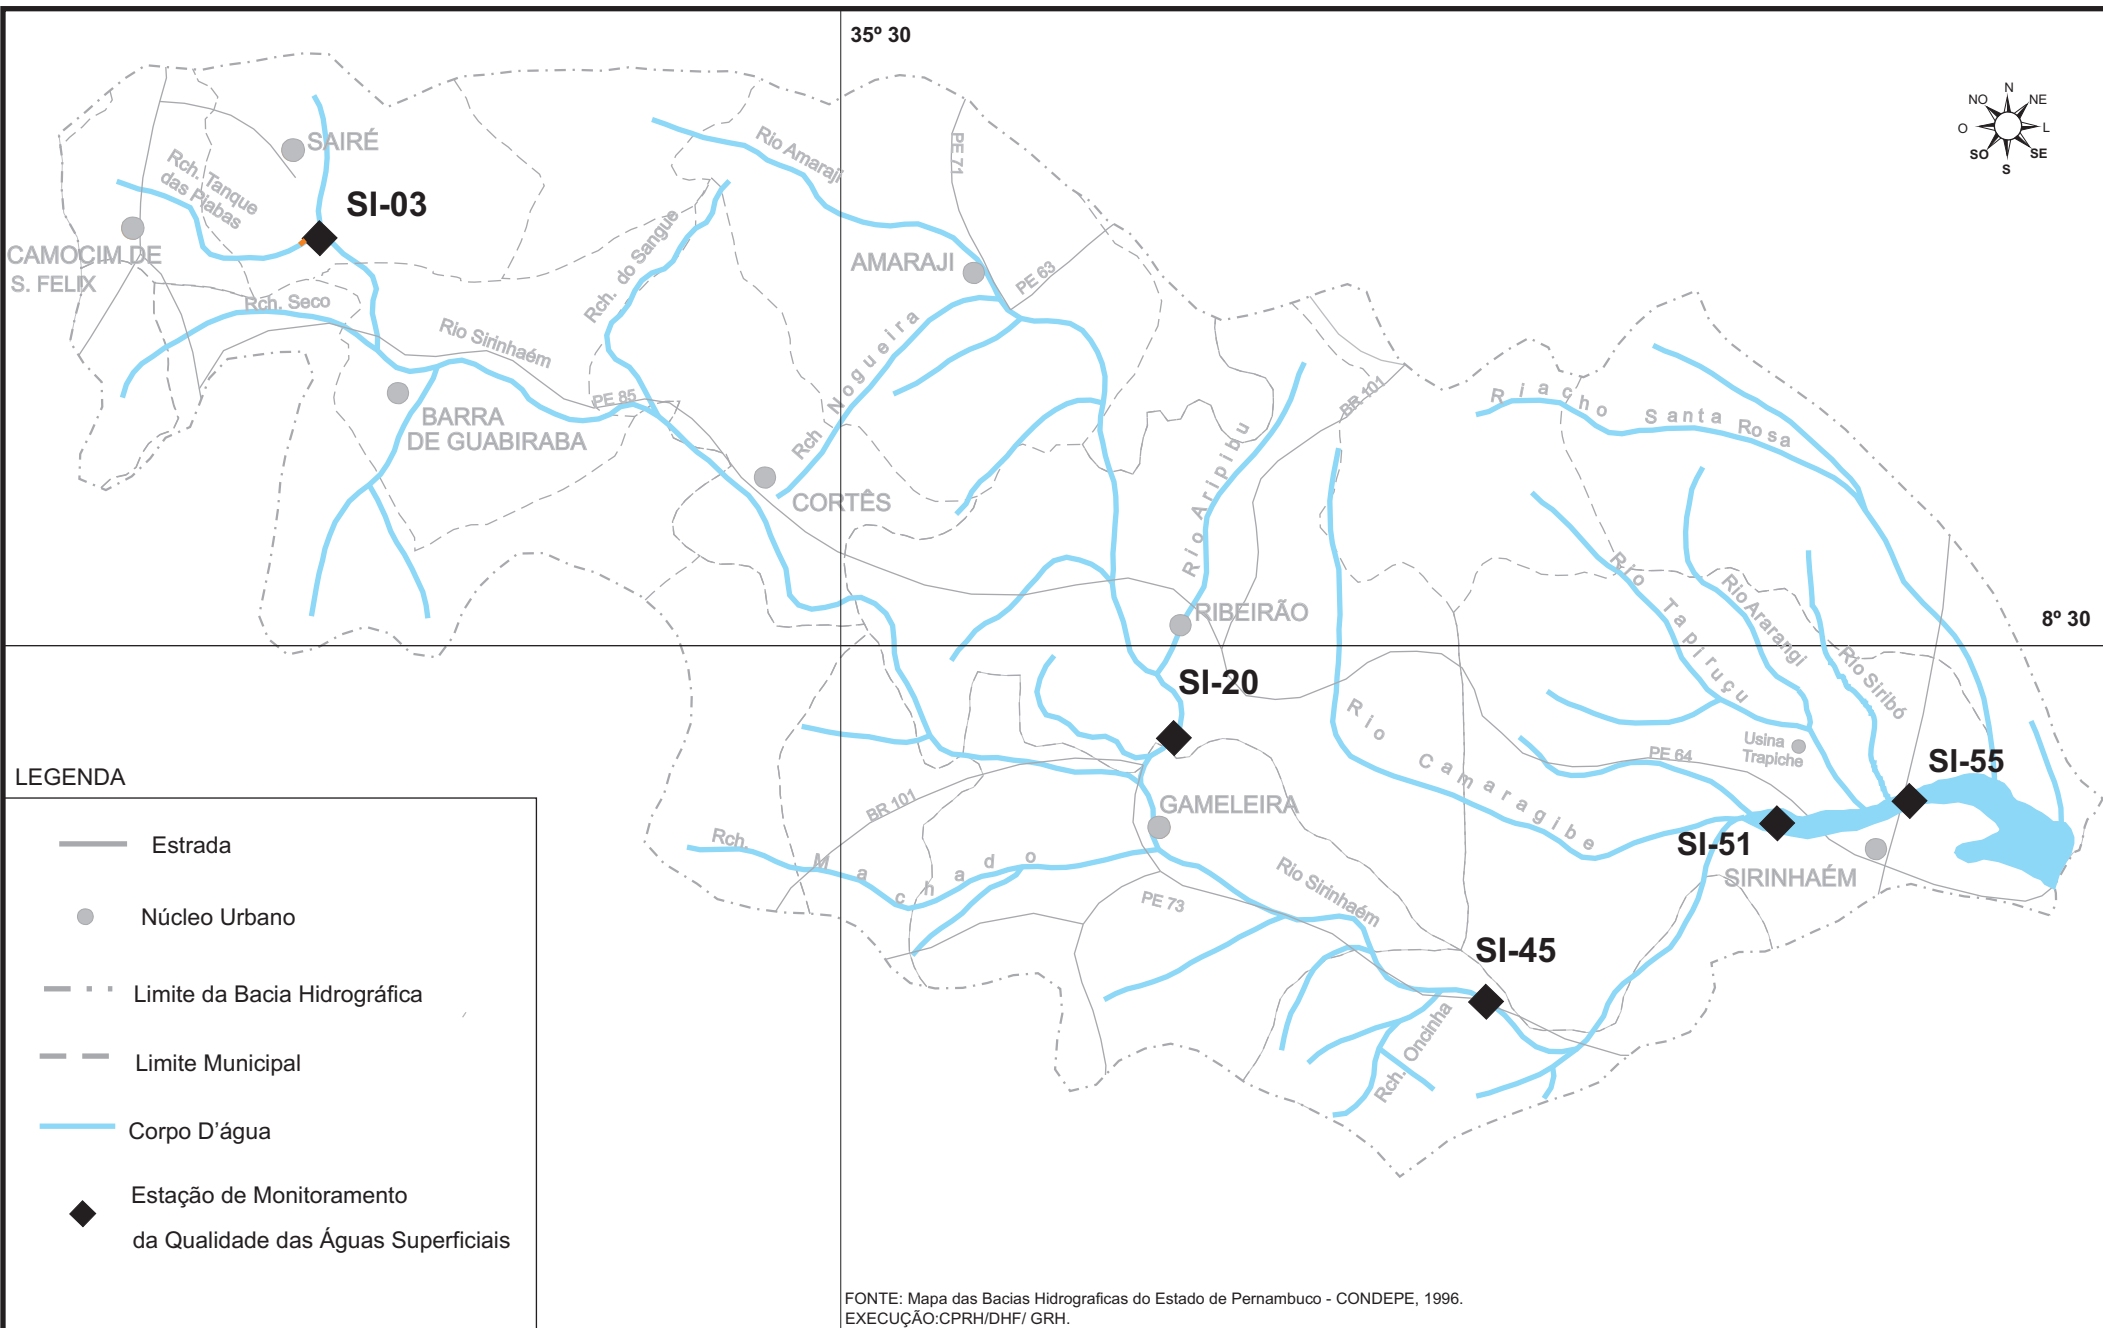 35º 30
N
NO
NE
O
L
SO
SE
S
SAIRÉ
Rio Amaraji
PE 71
Rch. Tanque
das Piabas
SI-03
CAMOCIM DE
S. FELIX
Rch. do Sangue
AMARAJI
PE 63
Rch. Seco
Rio Sirinhaém
PE 85
Rch Nogueira
BR 101
Riacho Santa Rosa
BARRA
DE GUABIRABA
CORTÊS
Rio Aripibu
Rio Tapiruçu
Rio Ararangi
Rio Siribó
RIBEIRÃO
8º 30
SI-20
Rio Camaragibe
Usina
Trapiche
PE 64
SI-55
BR 101
GAMELEIRA
SI-51
SIRINHAÉM
Rch. Machado
Rio Sirinhaém
PE 73
SI-45
Rch. Oncinha
LEGENDA
Estrada
Núcleo Urbano
Limite da Bacia Hidrográfica
Limite Municipal
Corpo D’água
Estação de Monitoramento
da Qualidade das Águas Superficiais
FONTE: Mapa das Bacias Hidrograficas do Estado de Pernambuco - CONDEPE, 1996.
EXECUÇÃO:CPRH/DHF/ GRH.